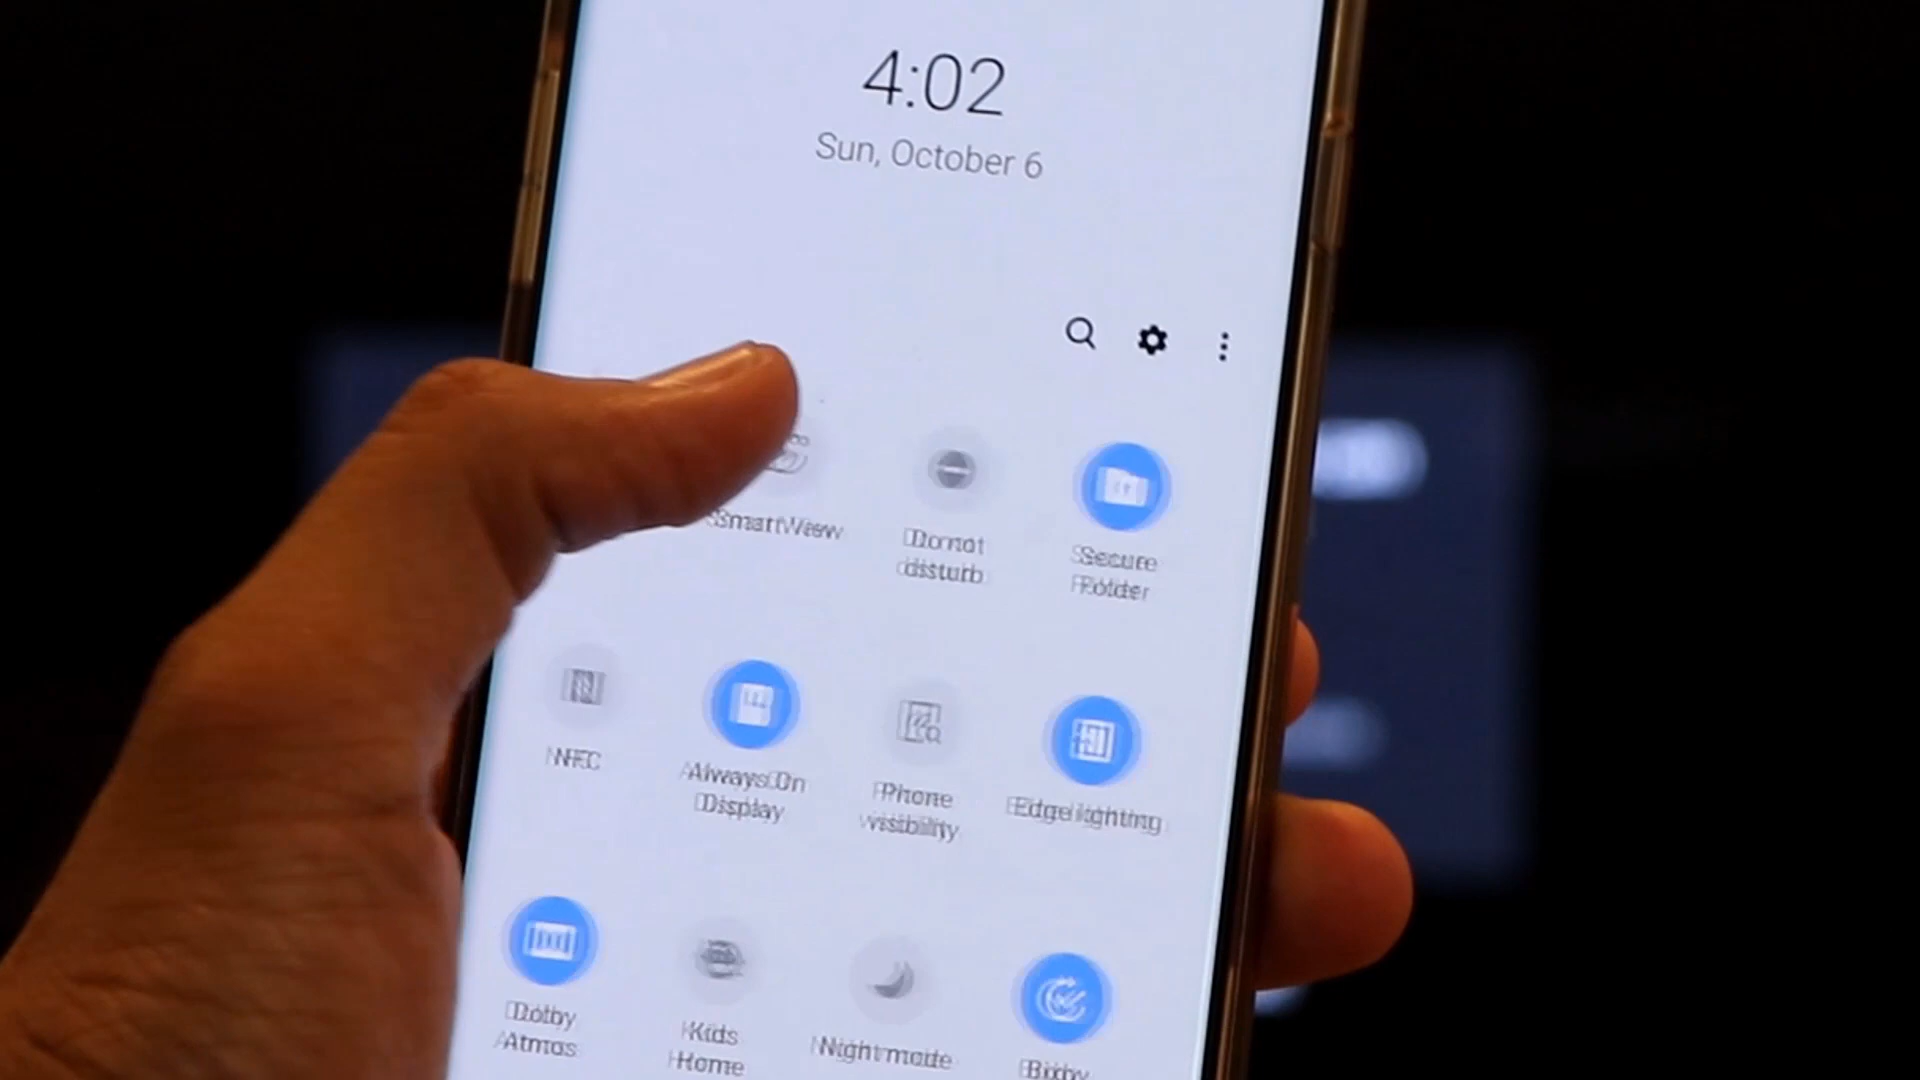 4:02
Sun, October 6
Smart View
Do not
disturb
Secure
Folder
NFC
Always On
Display
Phone
visibility
Edge lighting
Dolby
Atmos
Kids
Home
Night mode
Bixby